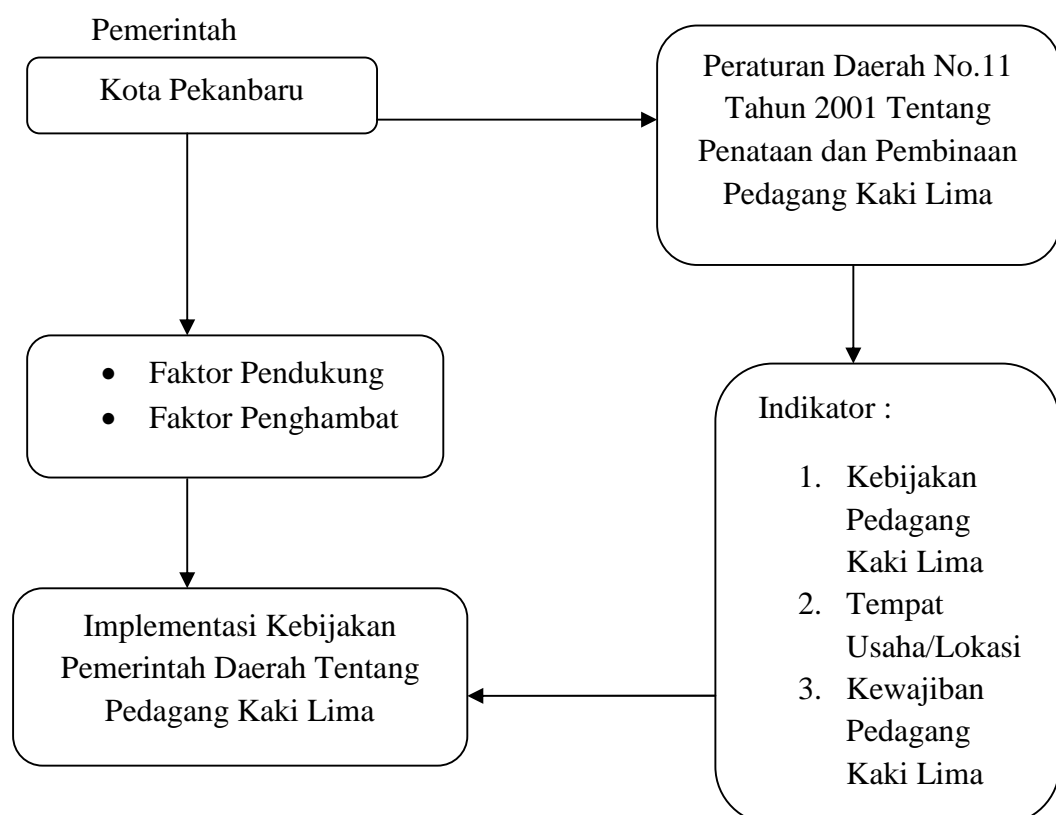 Pemerintah
Kota Pekanbaru
Peraturan Daerah No.11
Tahun 2001 Tentang
Penataan dan Pembinaan
Pedagang Kaki Lima
• Faktor Pendukung
• Faktor Penghambat
Indikator :
1. Kebijakan
Pedagang
Kaki Lima
2. Tempat
Usaha/Lokasi
3. Kewajiban
Pedagang
Kaki Lima
Implementasi Kebijakan
Pemerintah Daerah Tentang
Pedagang Kaki Lima